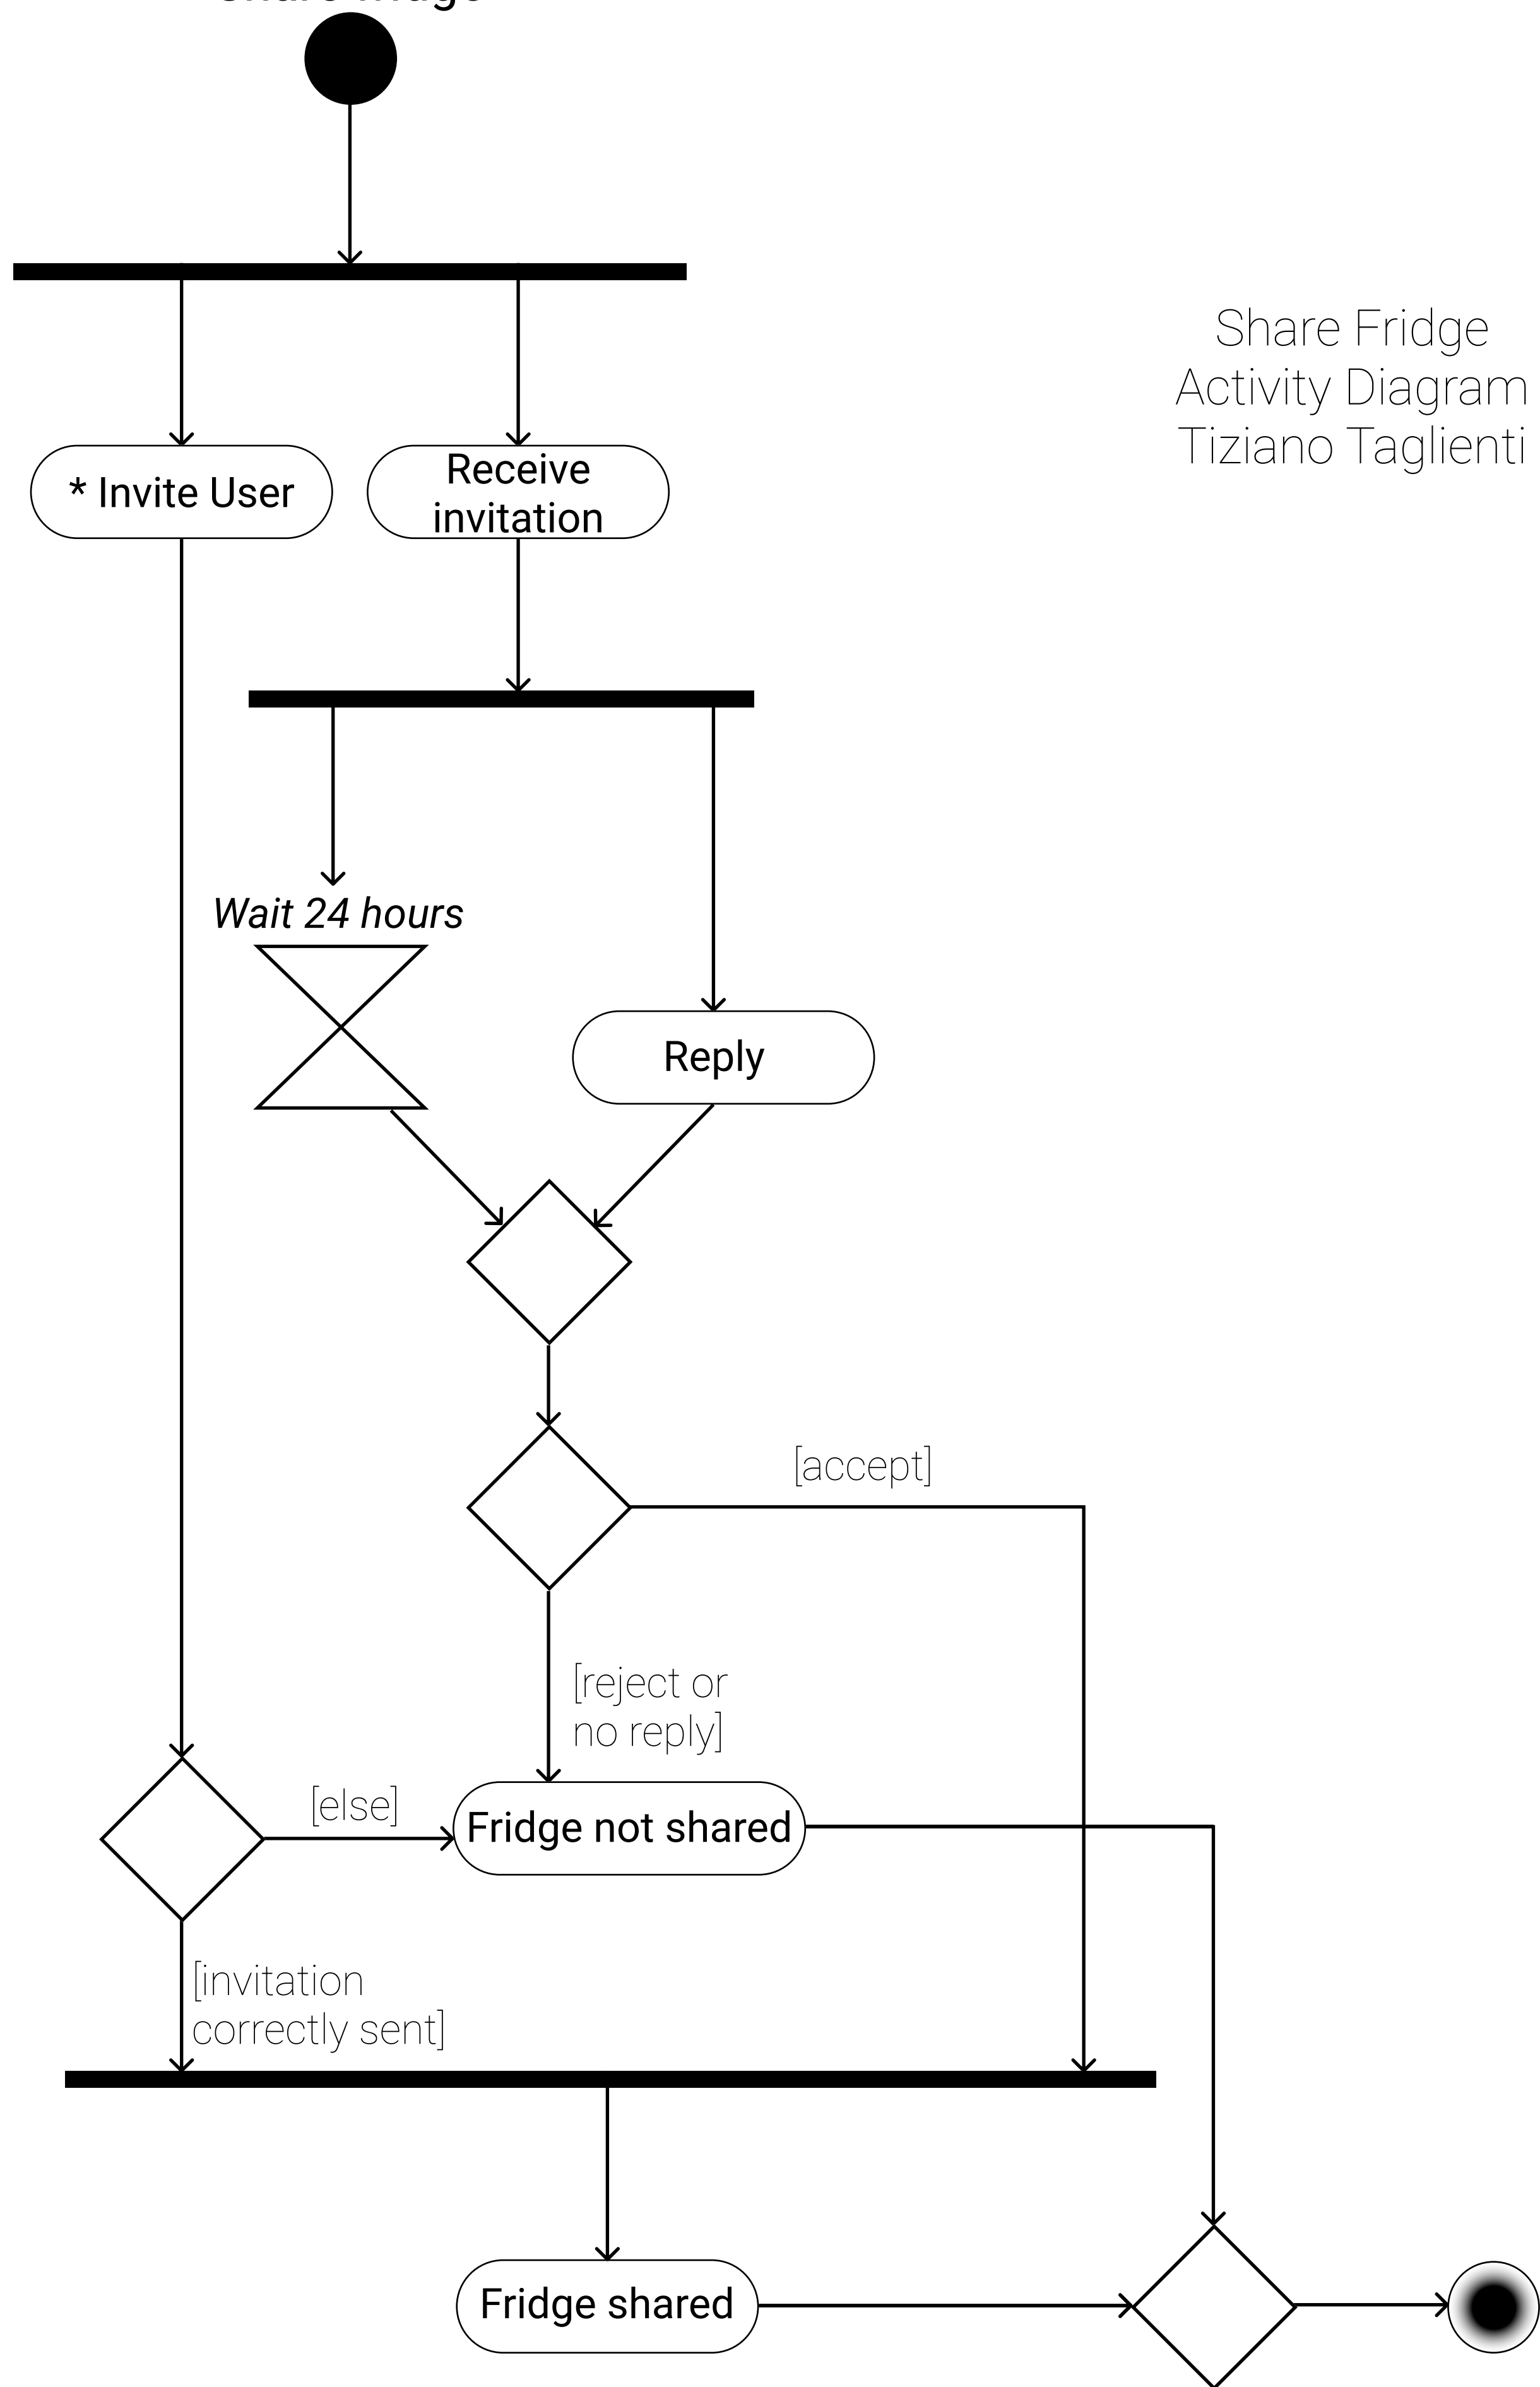 Share Fridge
Activity Diagram
Tiziano Taglienti
* Invite User
Receive
invitation
Wait 24 hours
Reply
[accept]
[reject or
no reply]
[else]
Fridge not shared
[invitation
correctly sent]
Fridge shared